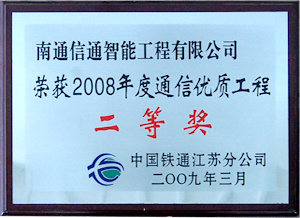 南通信通智能工程有限公司
荣获2008年度通信优质工程
二等奖
中国铁通江苏分公司
二〇〇九年三月